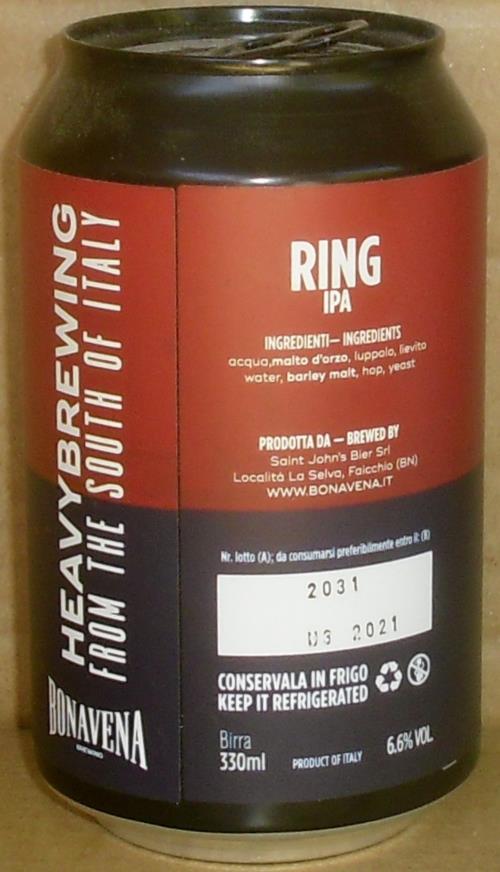 HEAVYBREWING
FROM THE SOUTH OF ITALY
BONAVENA
BREWING
RING
IPA
INGREDIENTI— INGREDIENTS
acqua,malto d'orzo, luppolo, lievito
water, barley malt, hop, yeast
PRODOTTA DA — BREWED BY
Saint John's Bier Srl
Località La Selva, Faicchio (BN)
WWW.BONAVENA.IT
Nr. lotto (A); da consumarsi preferibilmente entro il: (B)
2031
03 2021
CONSERVALA IN FRIGO
KEEP IT REFRIGERATED
Birra
330ml
PRODUCT OF ITALY
6.6% VOL.